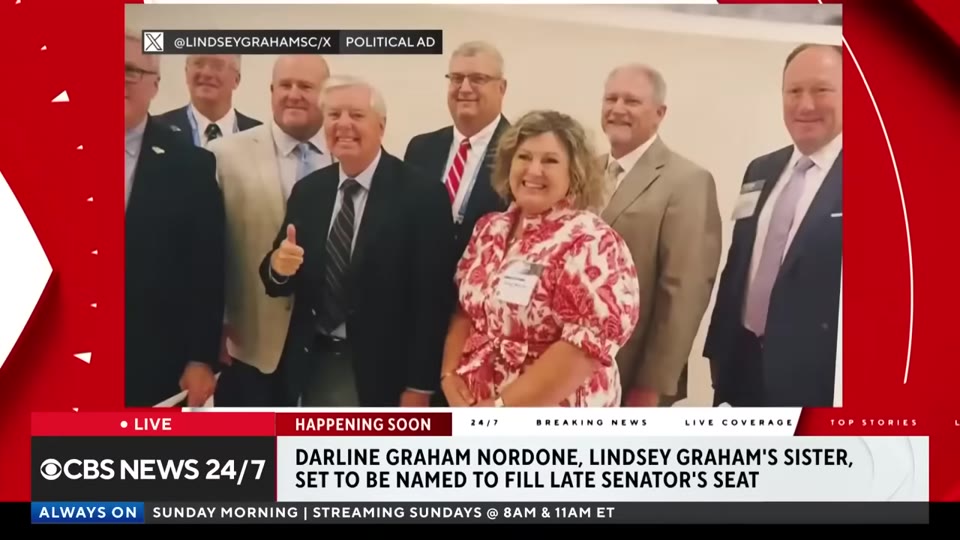 @LINDSEYGRAHAMSC/X POLITICAL AD
LIVE
HAPPENING SOON
24/7 BREAKING NEWS LIVE COVERAGE TOP STORIES L
CBS NEWS 24/7
DARLINE GRAHAM NORDONE, LINDSEY GRAHAM'S SISTER,
SET TO BE NAMED TO FILL LATE SENATOR'S SEAT
ALWAYS ON SUNDAY MORNING | STREAMING SUNDAYS @ 8AM & 11AM ET